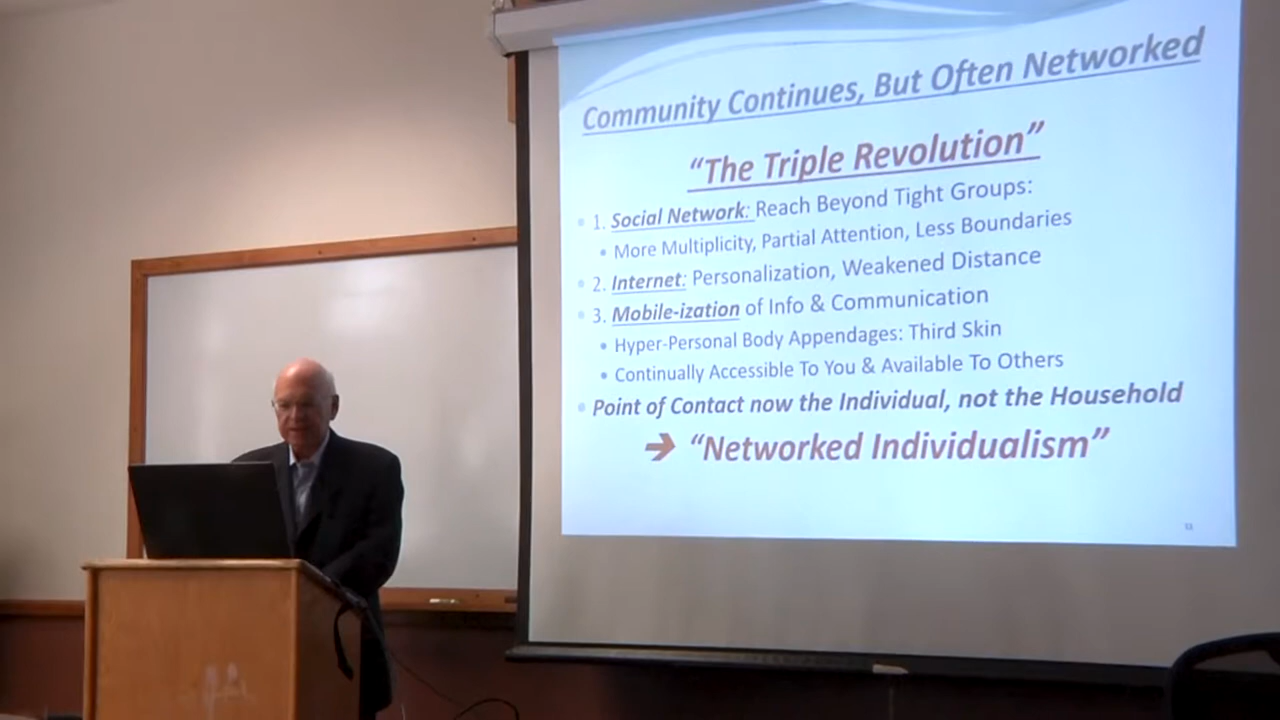 Community Continues, But Often Networked
“The Triple Revolution”
• 1. Social Network: Reach Beyond Tight Groups:
• More Multiplicity, Partial Attention, Less Boundaries
• 2. Internet: Personalization, Weakened Distance
• 3. Mobile-ization of Info & Communication
• Hyper-Personal Body Appendages: Third Skin
• Continually Accessible To You & Available To Others
• Point of Contact now the Individual, not the Household
➔ “Networked Individualism”